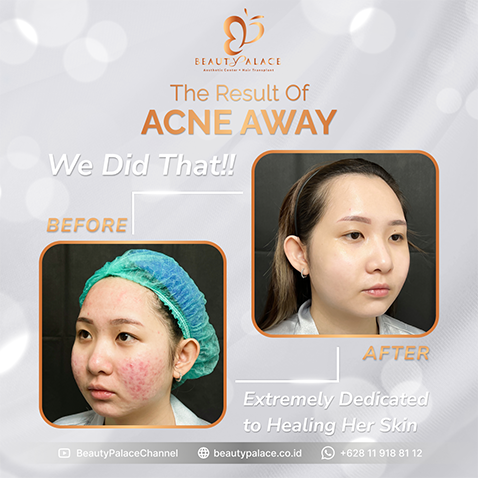 BEAUTY PALACE
Aesthetic Center • Hair Transplant
The Result Of
ACNE AWAY
We Did That!!
BEFORE
AFTER
Extremely Dedicated
to Healing Her Skin
BeautyPalaceChannel beautypalace.co.id +628 11 918 81 12